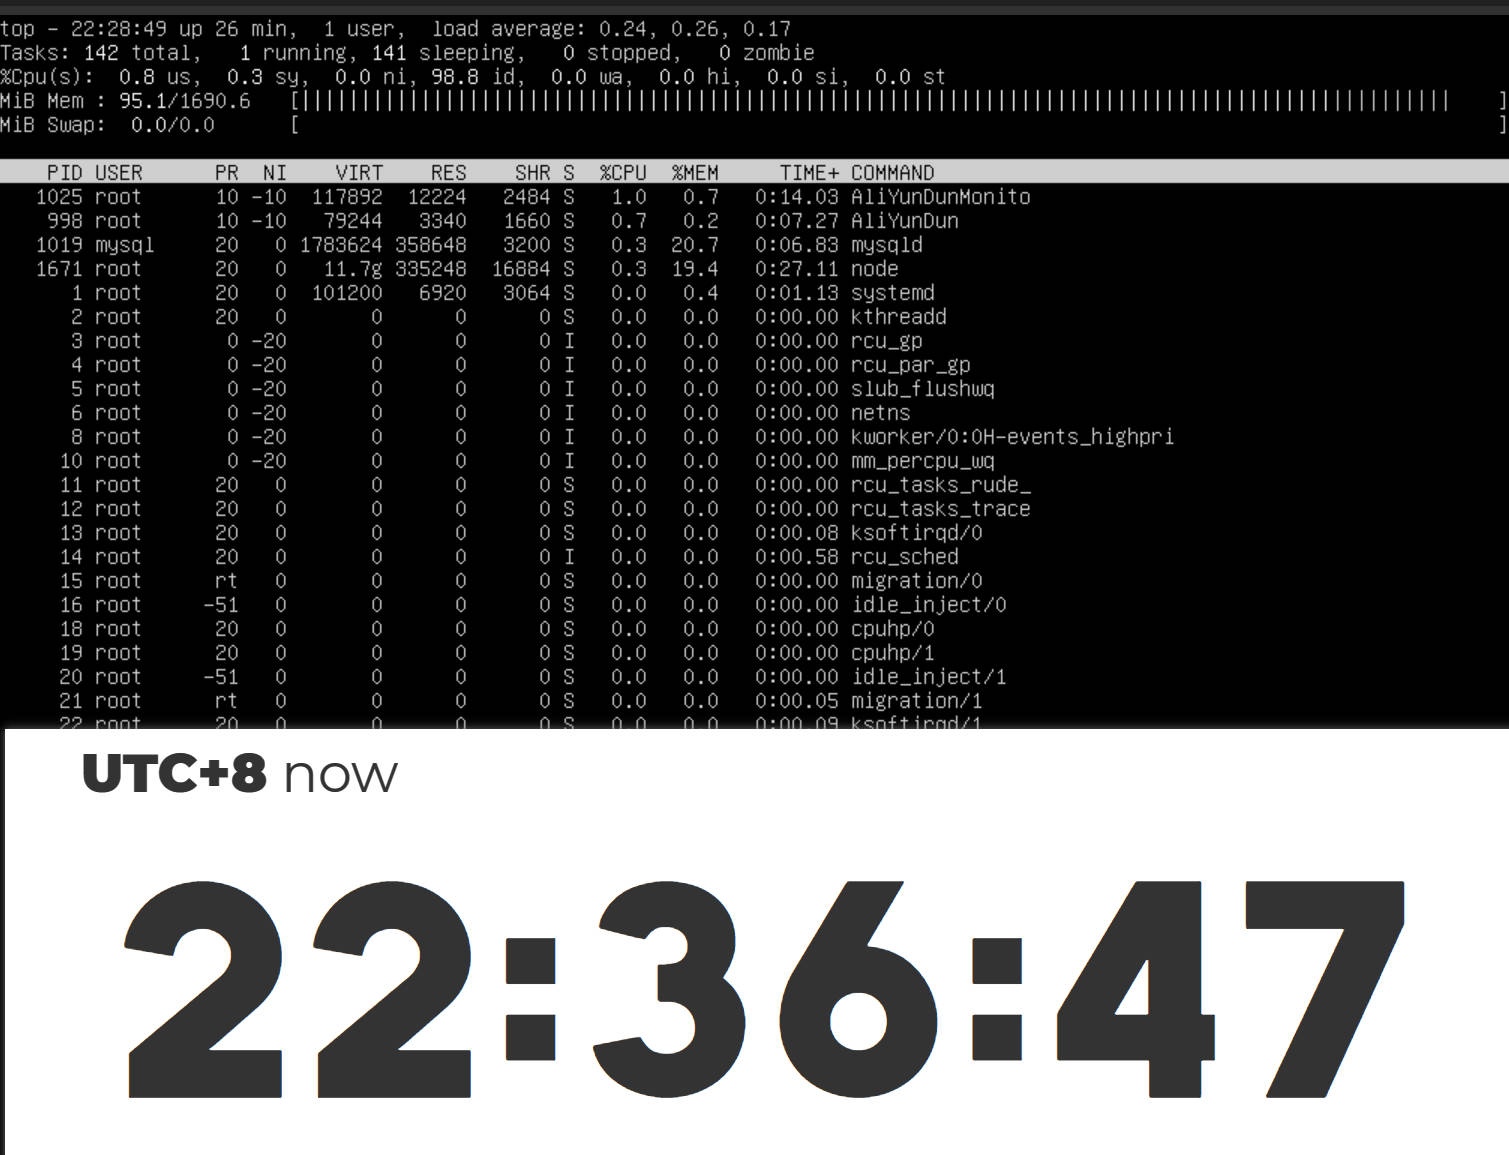 top - 22:28:49 up 26 min,  1 user,  load average: 0.24, 0.26, 0.17
Tasks: 142 total,   1 running, 141 sleeping,   0 stopped,   0 zombie
%Cpu(s):  0.8 us,  0.3 sy,  0.0 ni, 98.8 id,  0.0 wa,  0.0 hi,  0.0 si,  0.0 st
MiB Mem : 95.1/1690.6   [||||||||||||||||||||||||||||||||||||||||||||||||||||||||||||||||||||||||||||||||||||||||||||||||    ]
MiB Swap:  0.0/0.0      [                                                                                                    ]
PID USER      PR  NI    VIRT    RES    SHR S  %CPU  %MEM     TIME+ COMMAND
1025 root      10 -10  117892  12224   2484 S   1.0   0.7   0:14.03 AliYunDunMonito
998 root      10 -10   79244   3340   1660 S   0.7   0.2   0:07.27 AliYunDun
1019 mysql     20   0 1783624 358648   3200 S   0.3  20.7   0:06.83 mysqld
1671 root      20   0   11.7g 335248  16884 S   0.3  19.4   0:27.11 node
1 root      20   0  101200   6920   3064 S   0.0   0.4   0:01.13 systemd
2 root      20   0       0      0      0 S   0.0   0.0   0:00.00 kthreadd
3 root       0 -20       0      0      0 I   0.0   0.0   0:00.00 rcu_gp
4 root       0 -20       0      0      0 I   0.0   0.0   0:00.00 rcu_par_gp
5 root       0 -20       0      0      0 I   0.0   0.0   0:00.00 slub_flushwq
6 root       0 -20       0      0      0 I   0.0   0.0   0:00.00 netns
8 root       0 -20       0      0      0 I   0.0   0.0   0:00.00 kworker/0:0H-events_highpri
10 root       0 -20       0      0      0 I   0.0   0.0   0:00.00 mm_percpu_wq
11 root      20   0       0      0      0 S   0.0   0.0   0:00.00 rcu_tasks_rude_
12 root      20   0       0      0      0 S   0.0   0.0   0:00.00 rcu_tasks_trace
13 root      20   0       0      0      0 S   0.0   0.0   0:00.08 ksoftirqd/0
14 root      20   0       0      0      0 I   0.0   0.0   0:00.58 rcu_sched
15 root      rt   0       0      0      0 S   0.0   0.0   0:00.00 migration/0
16 root     -51   0       0      0      0 S   0.0   0.0   0:00.00 idle_inject/0
18 root      20   0       0      0      0 S   0.0   0.0   0:00.00 cpuhp/0
19 root      20   0       0      0      0 S   0.0   0.0   0:00.00 cpuhp/1
20 root     -51   0       0      0      0 S   0.0   0.0   0:00.00 idle_inject/1
21 root      rt   0       0      0      0 S   0.0   0.0   0:00.05 migration/1
22 root      20   0       0      0      0 S   0.0   0.0   0:00.09 ksoftirqd/1
UTC+8 now
22:36:47